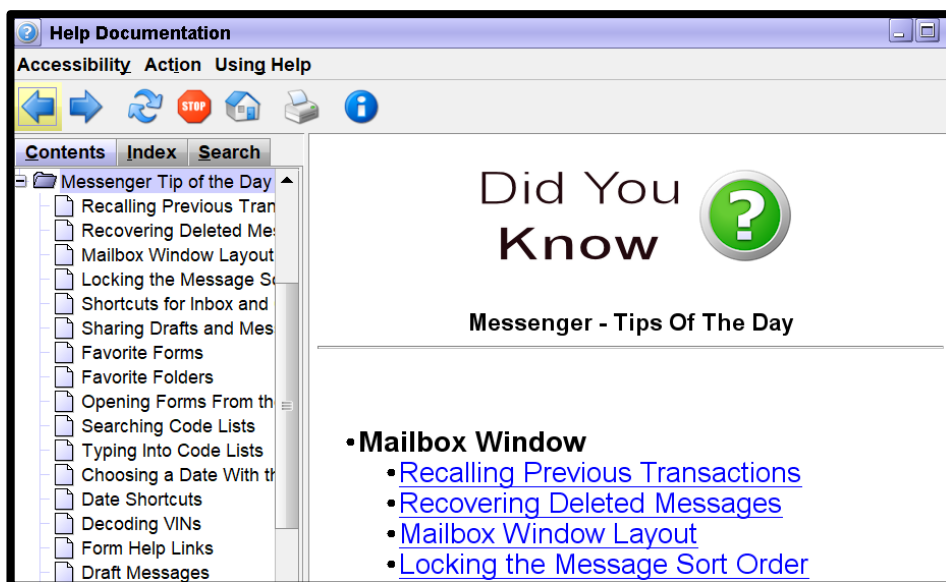 Help Documentation
Accessibility Action Using Help
STOP
Contents Index Search
Messenger Tip of the Day
Recalling Previous Tran
Recovering Deleted Me
Mailbox Window Layout
Locking the Message So
Shortcuts for Inbox and
Sharing Drafts and Mes
Favorite Forms
Favorite Folders
Opening Forms From th
Searching Code Lists
Typing Into Code Lists
Choosing a Date With th
Date Shortcuts
Decoding VINs
Form Help Links
Draft Messages
Did You
Know
?
Messenger - Tips Of The Day
•Mailbox Window
•Recalling Previous Transactions
•Recovering Deleted Messages
•Mailbox Window Layout
•Locking the Message Sort Order